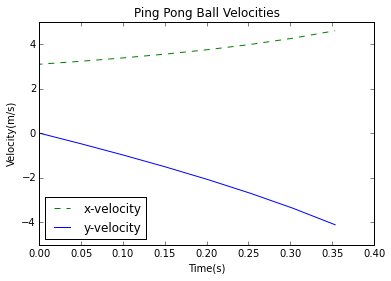 Ping Pong Ball Velocities
Velocity(m/s)
4
2
0
−2
−4
x-velocity
y-velocity
0.00 0.05 0.10 0.15 0.20 0.25 0.30 0.35 0.40
Time(s)